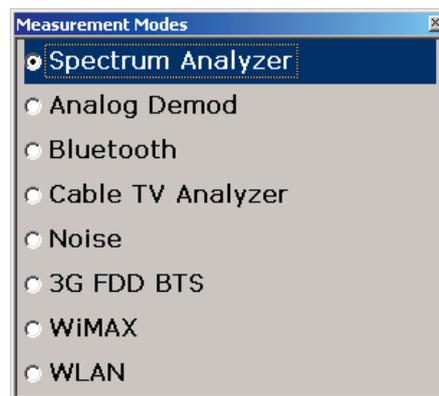 Measurement Modes
Spectrum Analyzer
Analog Demod
Bluetooth
Cable TV Analyzer
Noise
3G FDD BTS
WiMAX
WLAN